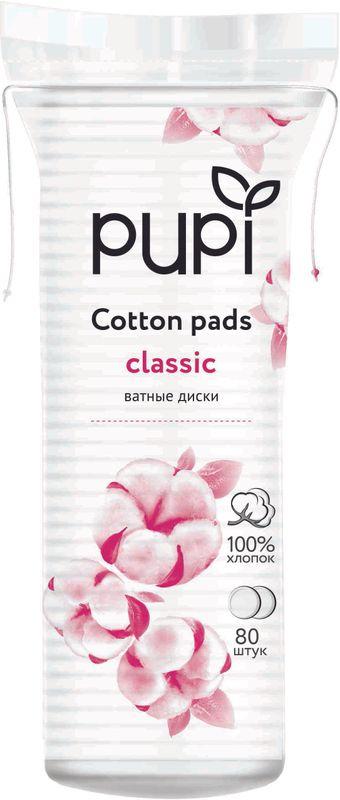 pupi
Cotton pads
classic
ватные диски
100%
хлопок
80
штук